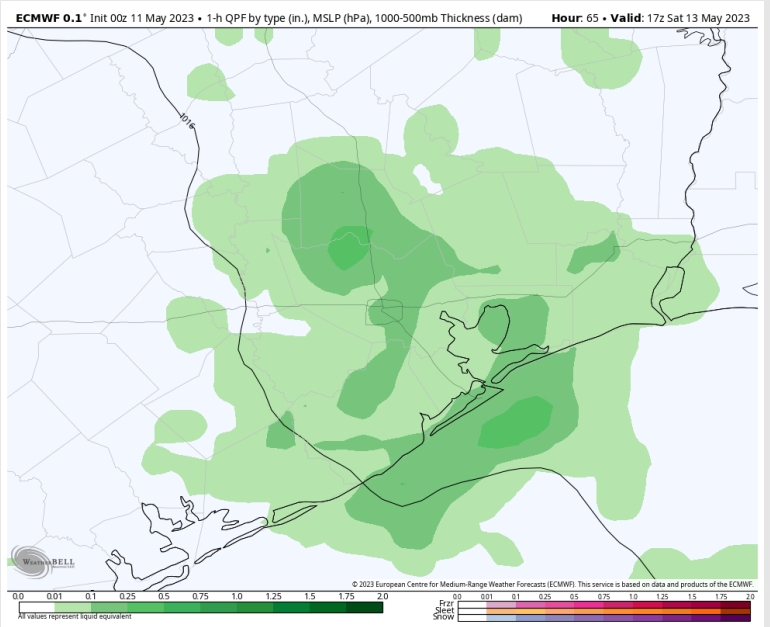 ECMWF 0.1° Init 00z 11 May 2023 • 1-h QPF by type (in.), MSLP (hPa), 1000-500mb Thickness (dam) Hour: 65 • Valid: 17z Sat 13 May 2023
1016
WEATHERBELL
© 2023 European Centre for Medium-Range Weather Forecasts (ECMWF). This service is based on data and products of the ECMWF.
0.0 0.01 0.1 0.25 0.5 0.75 1.0 1.25 1.5 1.75 2.0
All values represent liquid equivalent
0.0 0.01 0.1 0.25 0.5 0.75 1.0 1.25 1.5 1.75 2.0
Frzr
Sleet
Snow